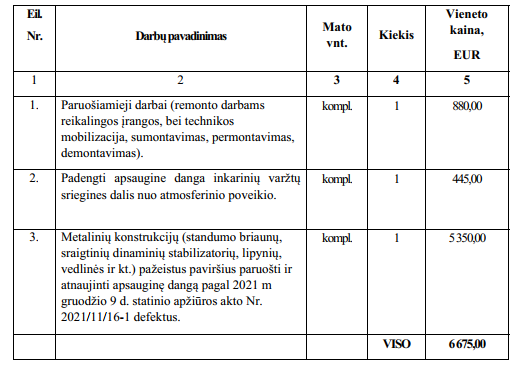 Eil.
Nr.
Darbų pavadinimas
Mato
vnt.
Kiekis
Vieneto
kaina,
EUR
1 2 3 4 5
1. Paruošiamieji darbai (remonto darbams kompl. 1 880,00
reikalingos įrangos, bei technikos
mobilizacija, sumontavimas, permontavimas,
demontavimas).
2. Padengti apsaugine danga inkarinių varžtų kompl. 1 445,00
sriegines dalis nuo atmosferinio poveikio.
3. Metalinių konstrukcijų (standumo briaunų, kompl. 1 5 350,00
sraigtinių dinaminių stabilizatorių, lipynių,
vedlinės ir kt.) pažeistus paviršius paruošti ir
atnaujinti apsauginę dangą pagal 2021 m
gruodžio 9 d. statinio apžiūros akto Nr.
2021/11/16-1 defektus.
VISO 6 675,00